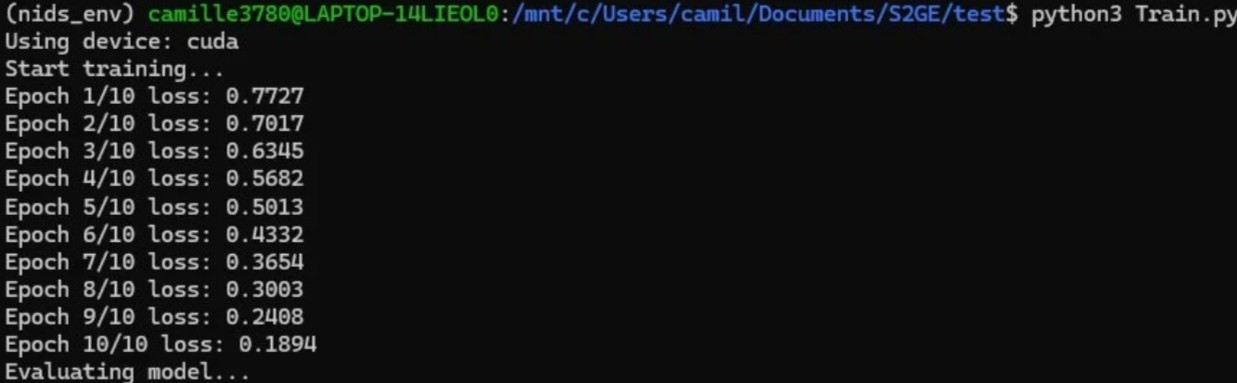 (nids_env) camille3780@LAPTOP-14LIEOL0:/mnt/c/Users/camil/Documents/S2GE/test$ python3 Train.py
Using device: cuda
Start training...
Epoch 1/10 loss: 0.7727
Epoch 2/10 loss: 0.7017
Epoch 3/10 loss: 0.6345
Epoch 4/10 loss: 0.5682
Epoch 5/10 loss: 0.5013
Epoch 6/10 loss: 0.4332
Epoch 7/10 loss: 0.3654
Epoch 8/10 loss: 0.3003
Epoch 9/10 loss: 0.2408
Epoch 10/10 loss: 0.1894
Evaluating model...